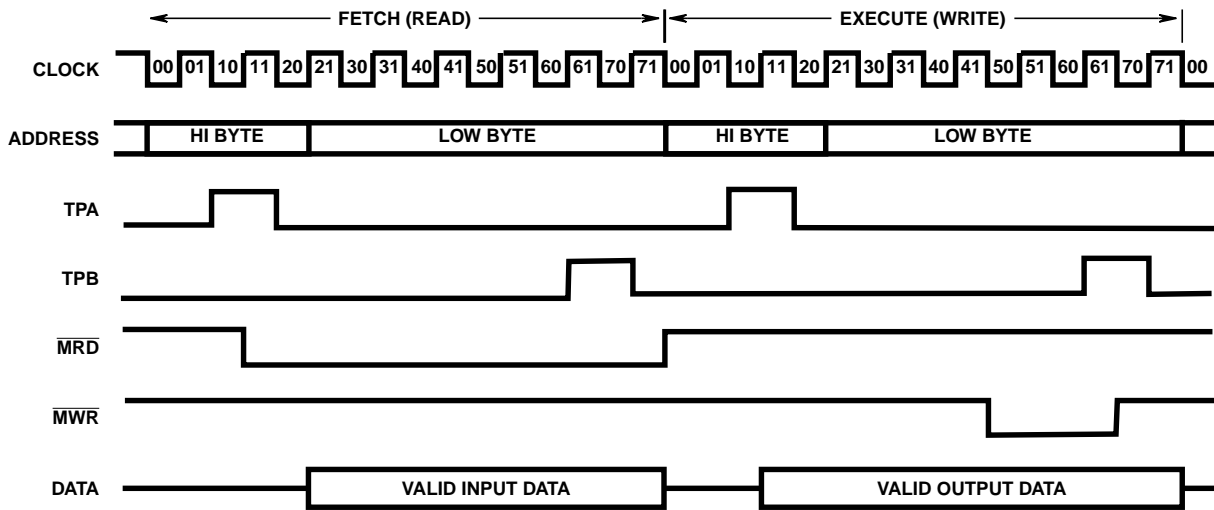 FETCH (READ) EXECUTE (WRITE)
CLOCK 00 01 10 11 20 21 30 31 40 41 50 51 60 61 70 71 00 01 10 11 20 21 30 31 40 41 50 51 60 61 70 71 00
ADDRESS HI BYTE LOW BYTE HI BYTE LOW BYTE
TPA
TPB
MRD
MWR
DATA VALID INPUT DATA VALID OUTPUT DATA